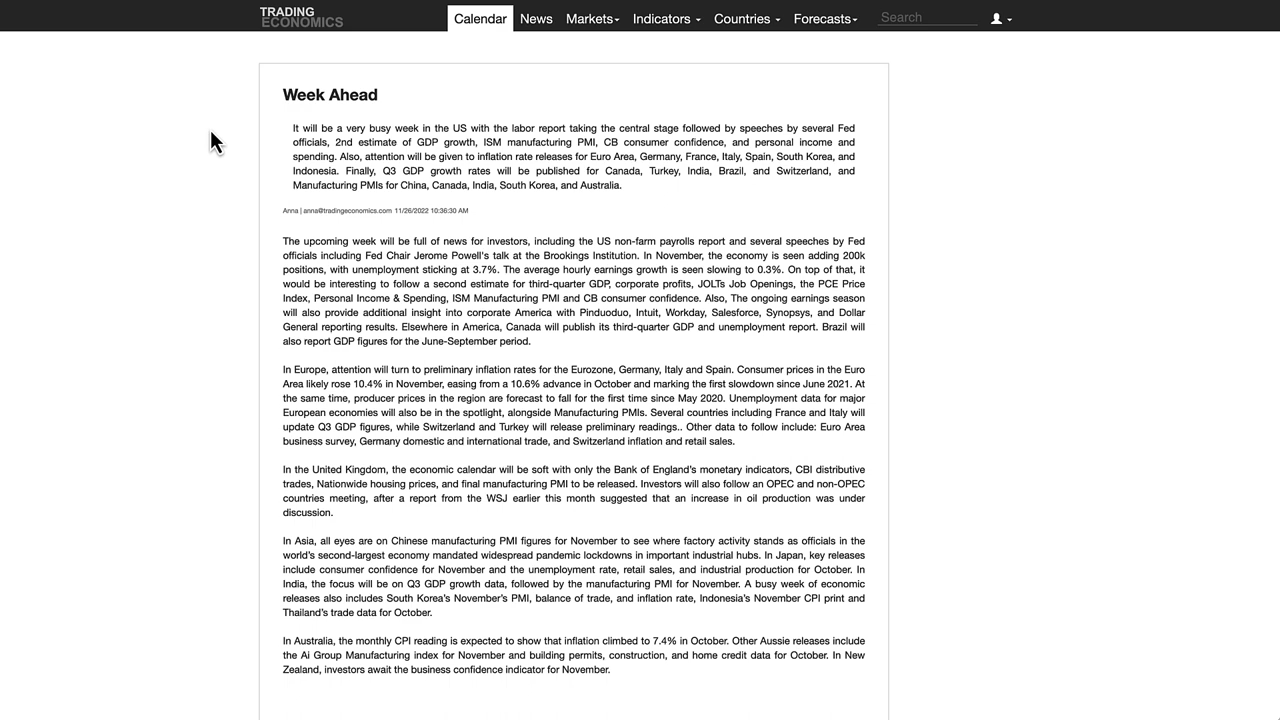 TRADING
ECONOMICS
Calendar News Markets Indicators Countries Forecasts Search
Week Ahead
It will be a very busy week in the US with the labor report taking the central stage followed by speeches by several Fed
officials, 2nd estimate of GDP growth, ISM manufacturing PMI, CB consumer confidence, and personal income and
spending. Also, attention will be given to inflation rate releases for Euro Area, Germany, France, Italy, Spain, South Korea, and
Indonesia. Finally, Q3 GDP growth rates will be published for Canada, Turkey, India, Brazil, and Switzerland, and
Manufacturing PMIs for China, Canada, India, South Korea, and Australia.
Anna | anna@tradingeconomics.com 11/26/2022 10:36:30 AM
The upcoming week will be full of news for investors, including the US non-farm payrolls report and several speeches by Fed
officials including Fed Chair Jerome Powell's talk at the Brookings Institution. In November, the economy is seen adding 200k
positions, with unemployment sticking at 3.7%. The average hourly earnings growth is seen slowing to 0.3%. On top of that, it
would be interesting to follow a second estimate for third-quarter GDP, corporate profits, JOLTs Job Openings, the PCE Price
Index, Personal Income & Spending, ISM Manufacturing PMI and CB consumer confidence. Also, The ongoing earnings season
will also provide additional insight into corporate America with Pinduoduo, Intuit, Workday, Salesforce, Synopsys, and Dollar
General reporting results. Elsewhere in America, Canada will publish its third-quarter GDP and unemployment report. Brazil will
also report GDP figures for the June-September period.
In Europe, attention will turn to preliminary inflation rates for the Eurozone, Germany, Italy and Spain. Consumer prices in the Euro
Area likely rose 10.4% in November, easing from a 10.6% advance in October and marking the first slowdown since June 2021. At
the same time, producer prices in the region are forecast to fall for the first time since May 2020. Unemployment data for major
European economies will also be in the spotlight, alongside Manufacturing PMIs. Several countries including France and Italy will
update Q3 GDP figures, while Switzerland and Turkey will release preliminary readings.. Other data to follow include: Euro Area
business survey, Germany domestic and international trade, and Switzerland inflation and retail sales.
In the United Kingdom, the economic calendar will be soft with only the Bank of England's monetary indicators, CBI distributive
trades, Nationwide housing prices, and final manufacturing PMI to be released. Investors will also follow an OPEC and non-OPEC
countries meeting, after a report from the WSJ earlier this month suggested that an increase in oil production was under
discussion.
In Asia, all eyes are on Chinese manufacturing PMI figures for November to see where factory activity stands as officials in the
world's second-largest economy mandated widespread pandemic lockdowns in important industrial hubs. In Japan, key releases
include consumer confidence for November and the unemployment rate, retail sales, and industrial production for October. In
India, the focus will be on Q3 GDP growth data, followed by the manufacturing PMI for November. A busy week of economic
releases also includes South Korea's November's PMI, balance of trade, and inflation rate, Indonesia's November CPI print and
Thailand's trade data for October.
In Australia, the monthly CPI reading is expected to show that inflation climbed to 7.4% in October. Other Aussie releases include
the Ai Group Manufacturing index for November and building permits, construction, and home credit data for October. In New
Zealand, investors await the business confidence indicator for November.